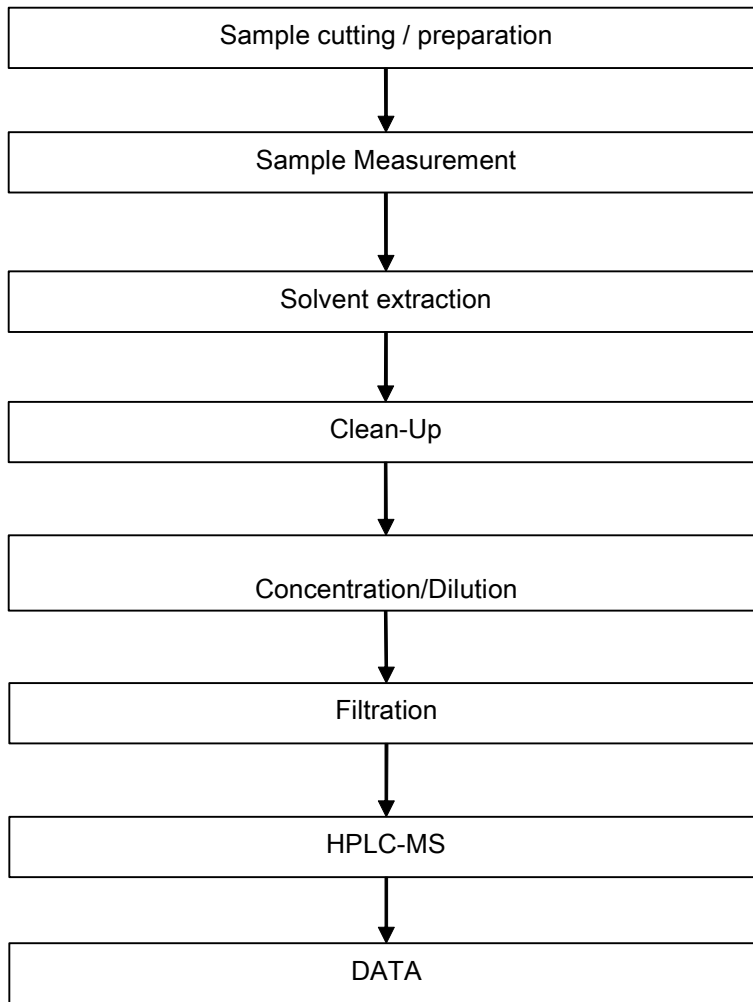 Sample cutting / preparation
Sample Measurement
Solvent extraction
Clean-Up
Concentration/Dilution
Filtration
HPLC-MS
DATA